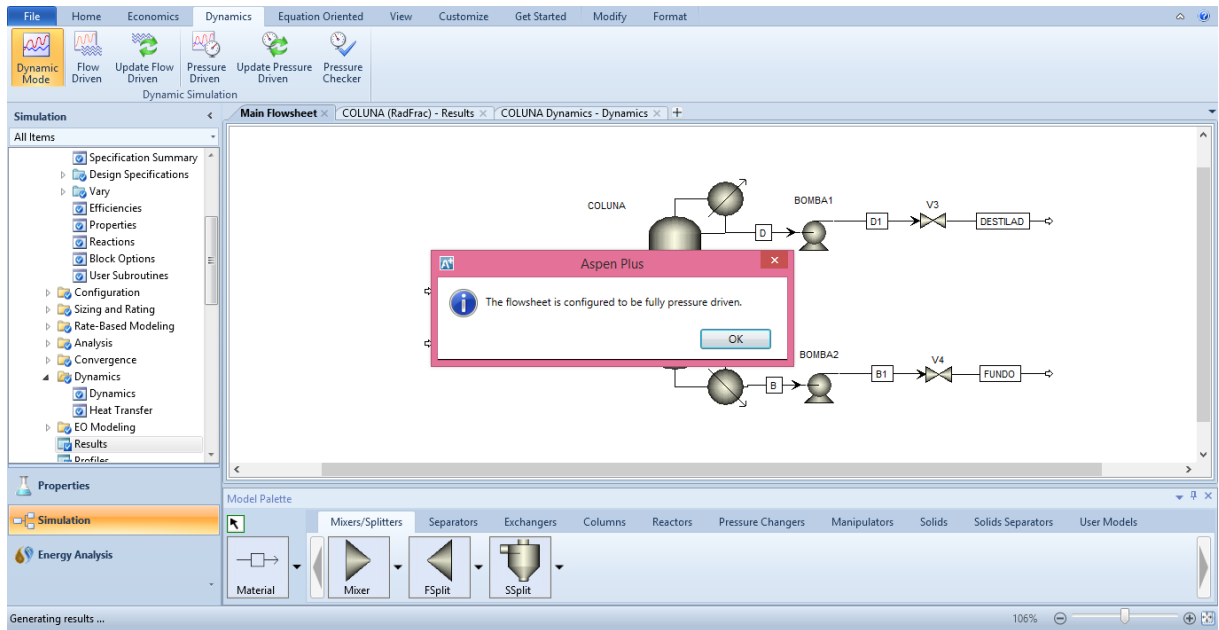 File Home Economics Dynamics Equation Oriented View Customize Get Started Modify Format
Dynamic Mode
Flow Driven
Update Flow Driven
Pressure Driven
Update Pressure Driven
Pressure Checker
Dynamic Simulation
Simulation
All Items
Specification Summary
Design Specifications
Vary
Efficiencies
Properties
Reactions
Block Options
User Subroutines
Configuration
Sizing and Rating
Rate-Based Modeling
Analysis
Convergence
Dynamics
Dynamics
Heat Transfer
EO Modeling
Results
Profiles
Properties
Simulation
Energy Analysis
Main Flowsheet COLUNA (RadFrac) - Results COLUNA Dynamics - Dynamics
COLUNA
BOMBA1
V3
D
D1
DESTILAD
Aspen Plus
The flowsheet is configured to be fully pressure driven.
OK
BOMBA2
V4
B
B1
FUNDO
Model Palette
Mixers/Splitters Separators Exchangers Columns Reactors Pressure Changers Manipulators Solids Solids Separators User Models
Material Mixer FSplit SSplit
Generating results ... 106%